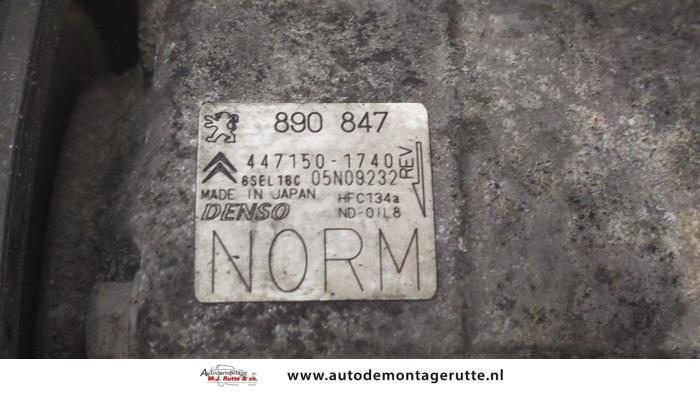 890 847
447150-1740
6SEL16C 05N09232
REV
MADE IN JAPAN HFC134a
DENSO ND-OIL8
NORM
Autodemontage
M.J. Rutte & zn.
www.autodemontagerutte.nl